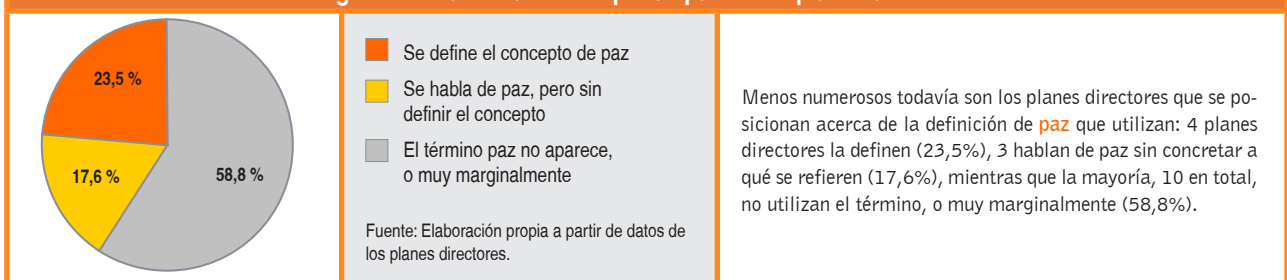 23,5 %
17,6 %
58,8 %
Se define el concepto de paz
Se habla de paz, pero sin
definir el concepto
El término paz no aparece,
o muy marginalmente
Fuente: Elaboración propia a partir de datos de
los planes directores.
Menos numerosos todavía son los planes directores que se po-
sicionan acerca de la definición de paz que utilizan: 4 planes
directores la definen (23,5%), 3 hablan de paz sin concretar a
qué se refieren (17,6%), mientras que la mayoría, 10 en total,
no utilizan el término, o muy marginalmente (58,8%).